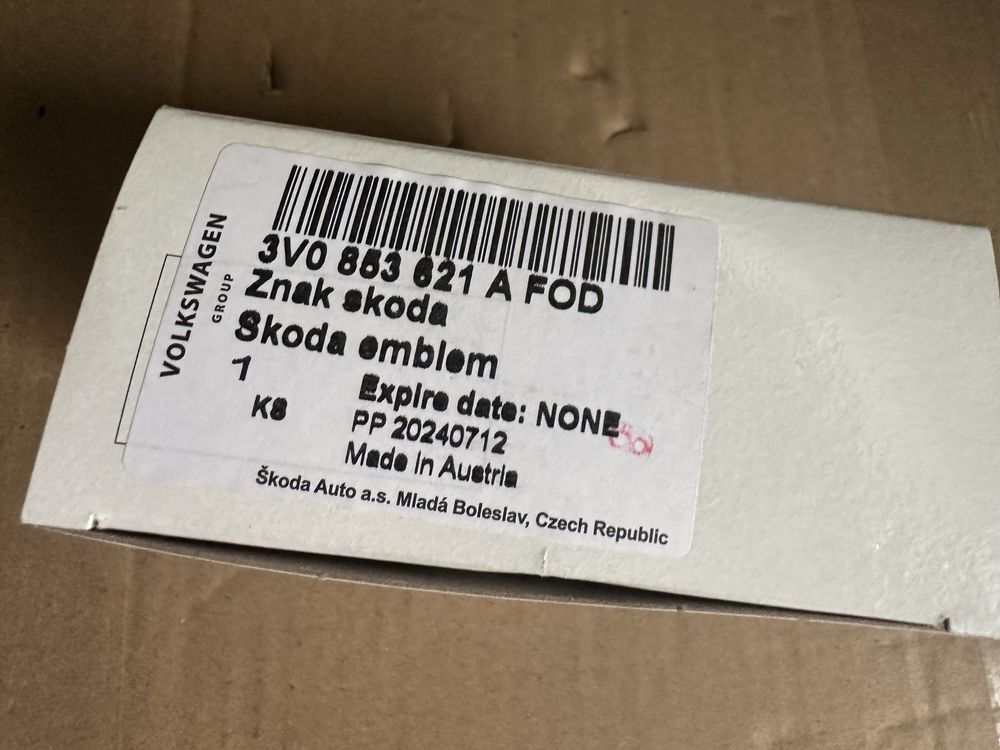 VOLKSWAGEN
GROUP
3V0 853 621 A FOD
Znak skoda
Skoda emblem
1
Expire date: NONE
K8
PP 20240712
Made in Austria
Škoda Auto a.s. Mladá Boleslav, Czech Republic